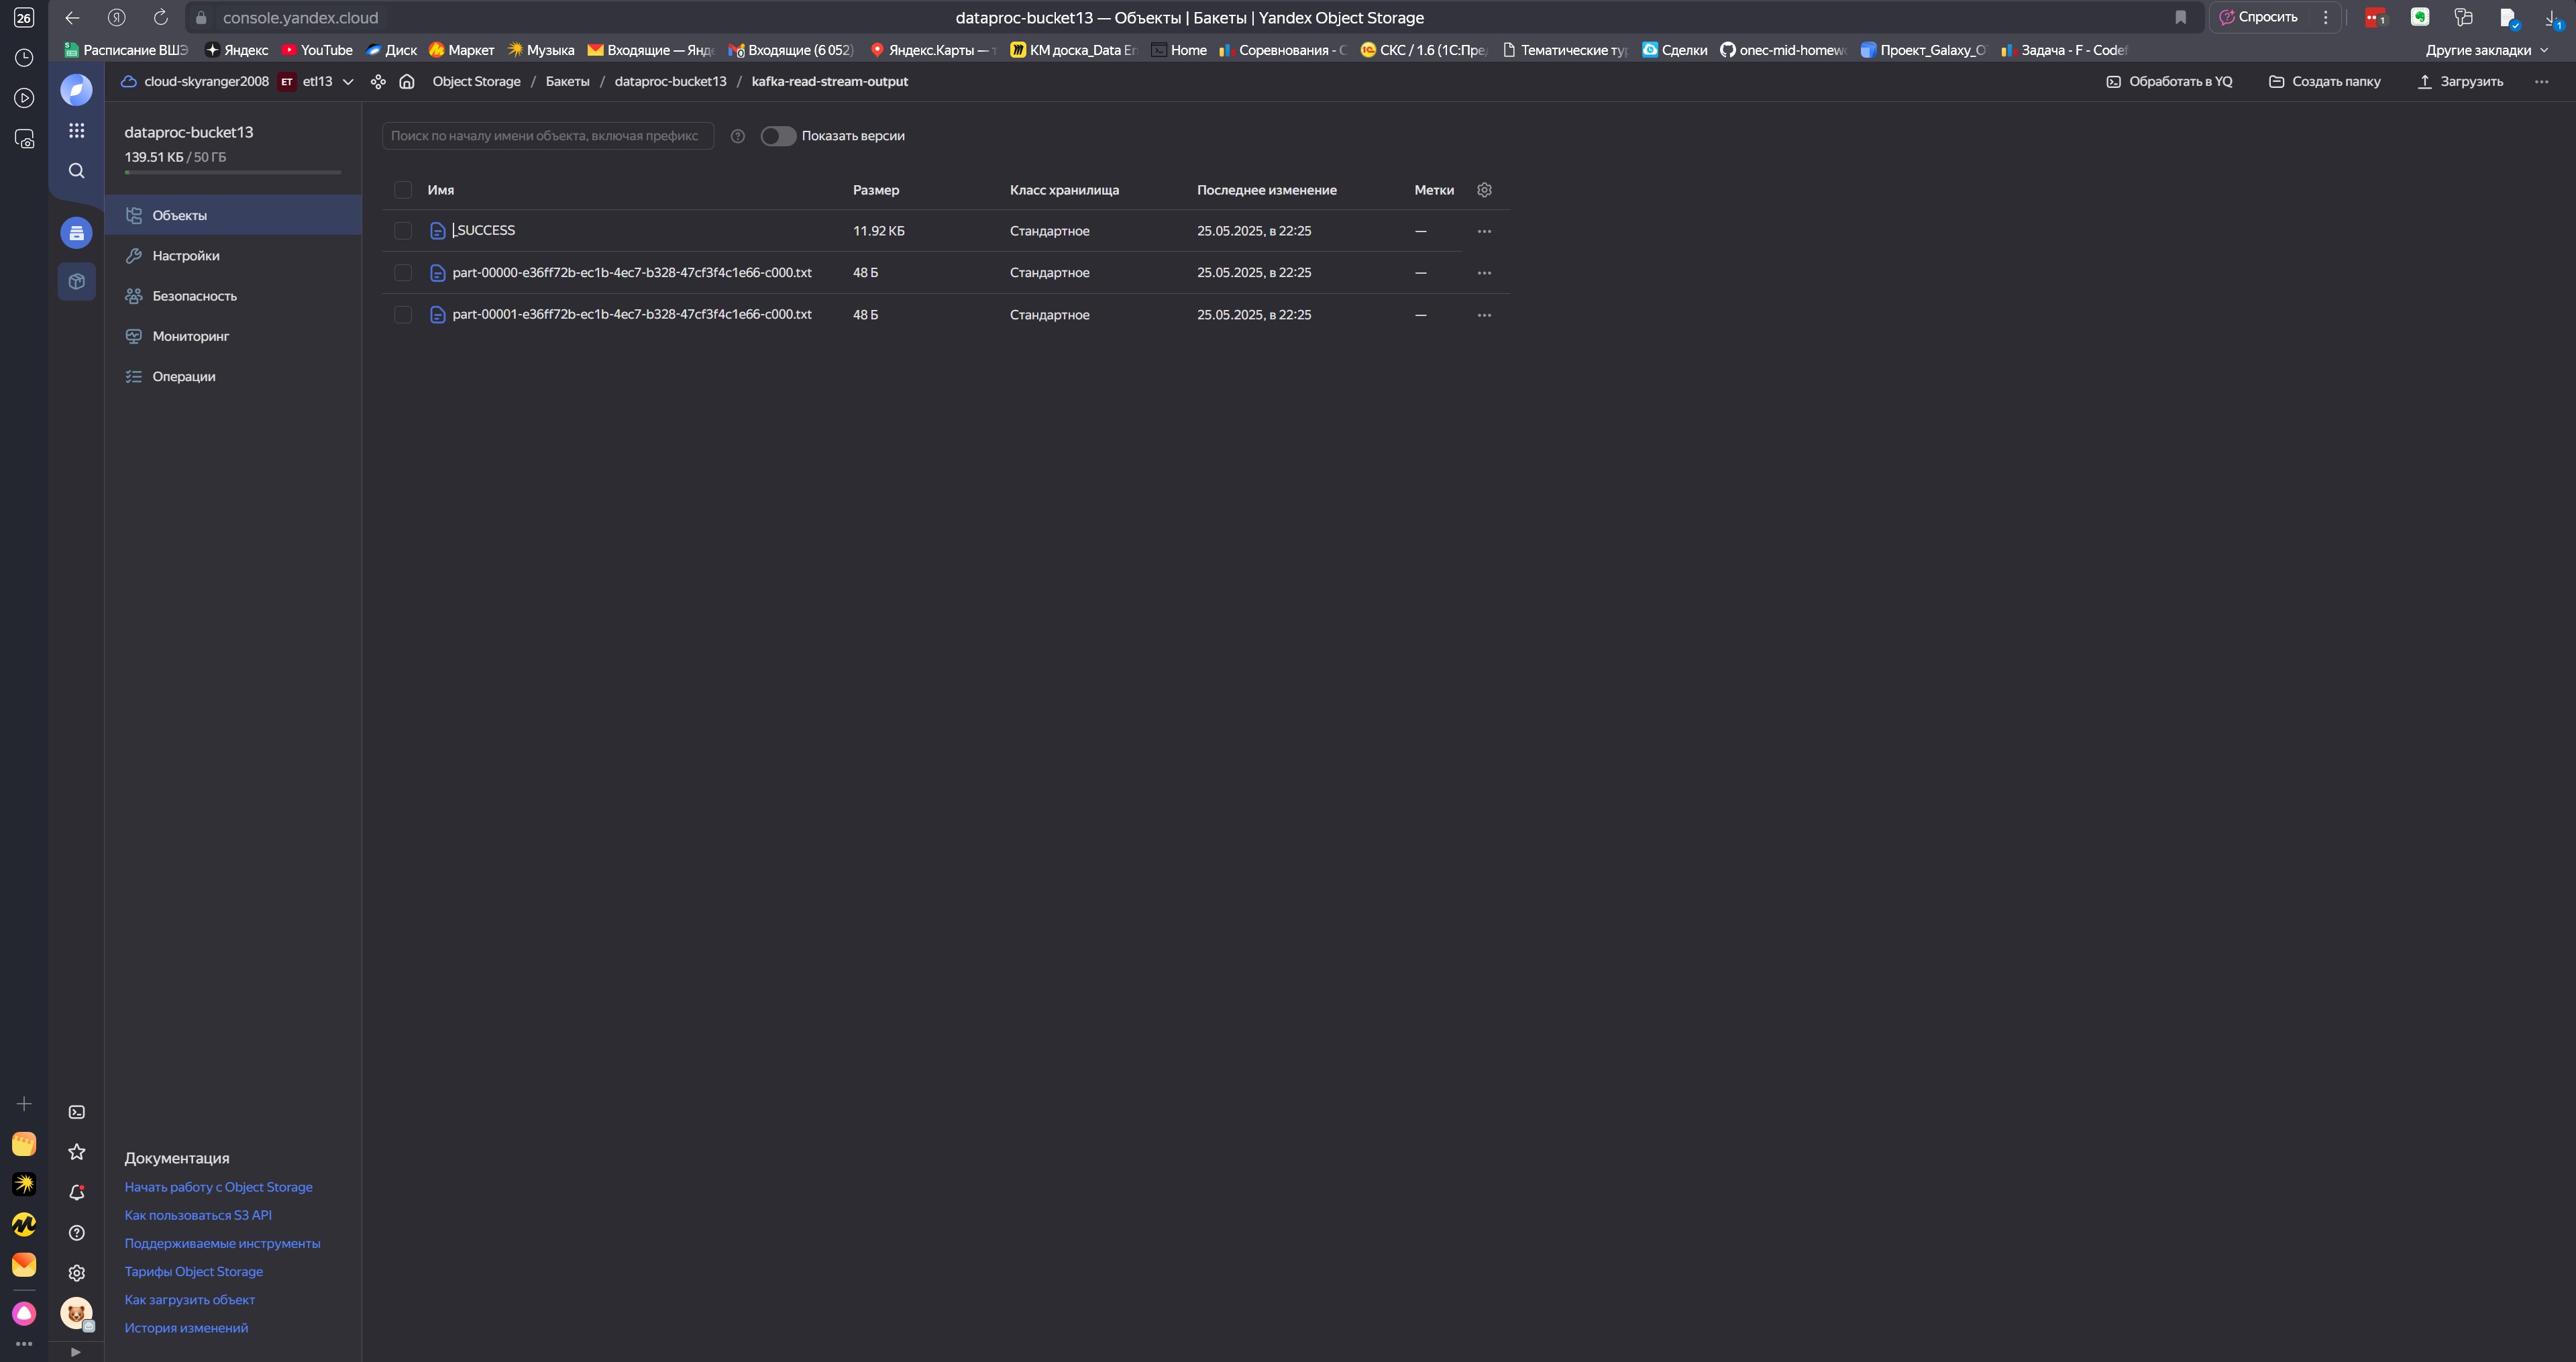 26
console.yandex.cloud
dataproc-bucket13 — Объекты | Бакеты | Yandex Object Storage
Спросить
1
1
Расписание ВШЭ
Яндекс
YouTube
Диск
Маркет
Музыка
Входящие — Янд
Входящие (6 052)
Яндекс.Карты — т
КМ доска_Data En
Home
Соревнования - C
СКС / 1.6 (1С:Пред
Тематические тур
Сделки
onec-mid-homewo
Проект_Galaxy_O
Задача - F - Codef
Другие закладки
cloud-skyranger2008
ET
etl13
Object Storage / Бакеты / dataproc-bucket13 / kafka-read-stream-output
Обработать в YQ
Создать папку
Загрузить
dataproc-bucket13
139.51 КБ / 50 ГБ
Объекты
Настройки
Безопасность
Мониторинг
Операции
Поиск по началу имени объекта, включая префикс
Показать версии
Имя Размер Класс хранилища Последнее изменение Метки
_SUCCESS 11.92 КБ Стандартное 25.05.2025, в 22:25 —
part-00000-e36ff72b-ec1b-4ec7-b328-47cf3f4c1e66-c000.txt 48 Б Стандартное 25.05.2025, в 22:25 —
part-00001-e36ff72b-ec1b-4ec7-b328-47cf3f4c1e66-c000.txt 48 Б Стандартное 25.05.2025, в 22:25 —
Документация
Начать работу с Object Storage
Как пользоваться S3 API
Поддерживаемые инструменты
Тарифы Object Storage
Как загрузить объект
История изменений